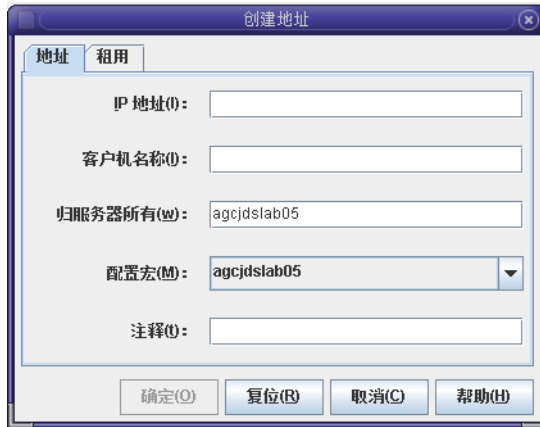 创建地址
地址 租用
IP 地址(I):
客户机名称(I):
归服务器所有(w): agcjdslab05
配置宏(M): agcjdslab05
注释(t):
确定(O) 复位(R) 取消(C) 帮助(H)